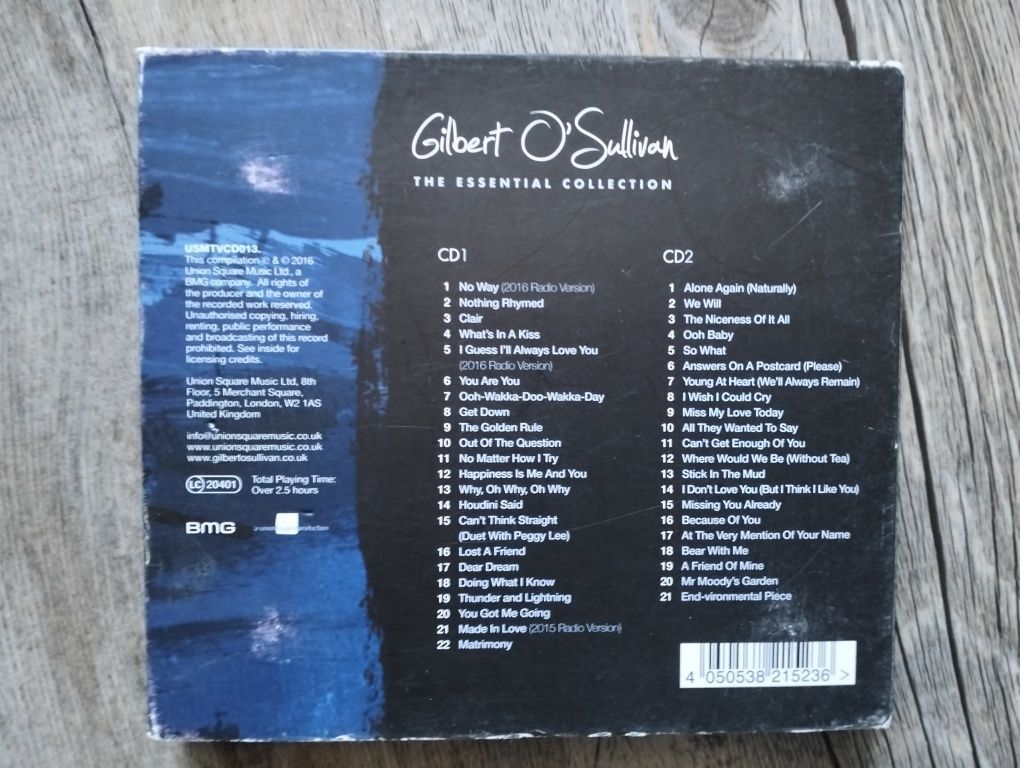 Gilbert O'Sullivan
THE ESSENTIAL COLLECTION
USMTVCD013.
This compilation ℗ & © 2016
Union Square Music Ltd., a
BMG company. All rights of
the producer and the owner of
the recorded work reserved.
Unauthorised copying, hiring,
renting, public performance
and broadcasting of this record
prohibited. See inside for
licensing credits.
Union Square Music Ltd, 8th
Floor, 5 Merchant Square,
Paddington, London, W2 1AS
United Kingdom
info@unionsquaremusic.co.uk
www.unionsquaremusic.co.uk
www.gilbertosullivan.co.uk
LC 20401
Total Playing Time:
Over 2.5 hours
BMG
CD1
1 No Way (2016 Radio Version)
2 Nothing Rhymed
3 Clair
4 What's In A Kiss
5 I Guess I'll Always Love You
(2016 Radio Version)
6 You Are You
7 Ooh-Wakka-Doo-Wakka-Day
8 Get Down
9 The Golden Rule
10 Out Of The Question
11 No Matter How I Try
12 Happiness Is Me And You
13 Why, Oh Why, Oh Why
14 Houdini Said
15 Can't Think Straight
(Duet With Peggy Lee)
16 Lost A Friend
17 Dear Dream
18 Doing What I Know
19 Thunder and Lightning
20 You Got Me Going
21 Made In Love (2015 Radio Version)
22 Matrimony
CD2
1 Alone Again (Naturally)
2 We Will
3 The Niceness Of It All
4 Ooh Baby
5 So What
6 Answers On A Postcard (Please)
7 Young At Heart (We'll Always Remain)
8 I Wish I Could Cry
9 Miss My Love Today
10 All They Wanted To Say
11 Can't Get Enough Of You
12 Where Would We Be (Without Tea)
13 Stick In The Mud
14 I Don't Love You (But I Think I Like You)
15 Missing You Already
16 Because Of You
17 At The Very Mention Of Your Name
18 Bear With Me
19 A Friend Of Mine
20 Mr Moody's Garden
21 End-vironmental Piece
4 050538 215236 >